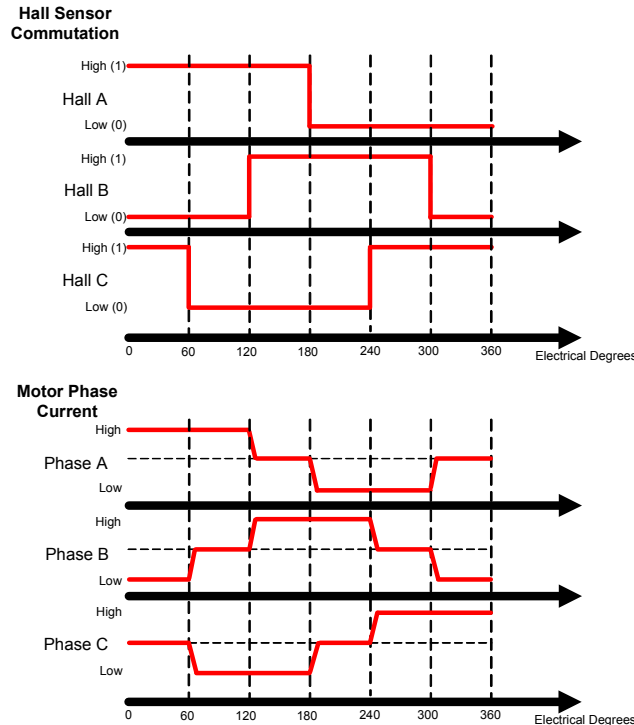 Hall Sensor
Commutation
High (1)
Hall A
Low (0)
High (1)
Hall B
Low (0)
High (1)
Hall C
Low (0)
0 60 120 180 240 300 360 Electrical Degrees
Motor Phase
Current
High
Phase A
Low
High
Phase B
Low
High
Phase C
Low
0 60 120 180 240 300 360 Electrical Degrees